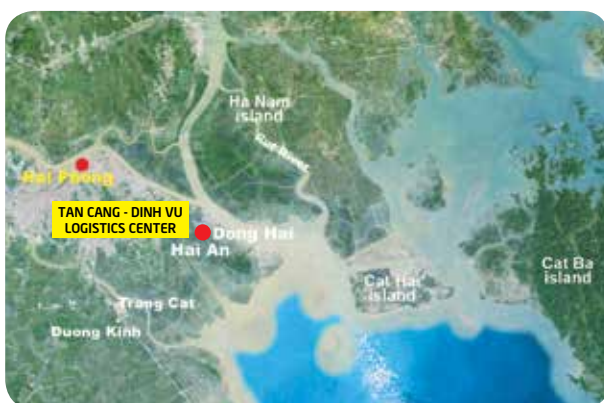 Ha Nam
island
Rut River
Hai Phong
TAN CANG - DINH VU
LOGISTICS CENTER
Dong Hai
Hai An
Cat Ba
island
Cat Hai
island
Trang Cat
Duong Kinh